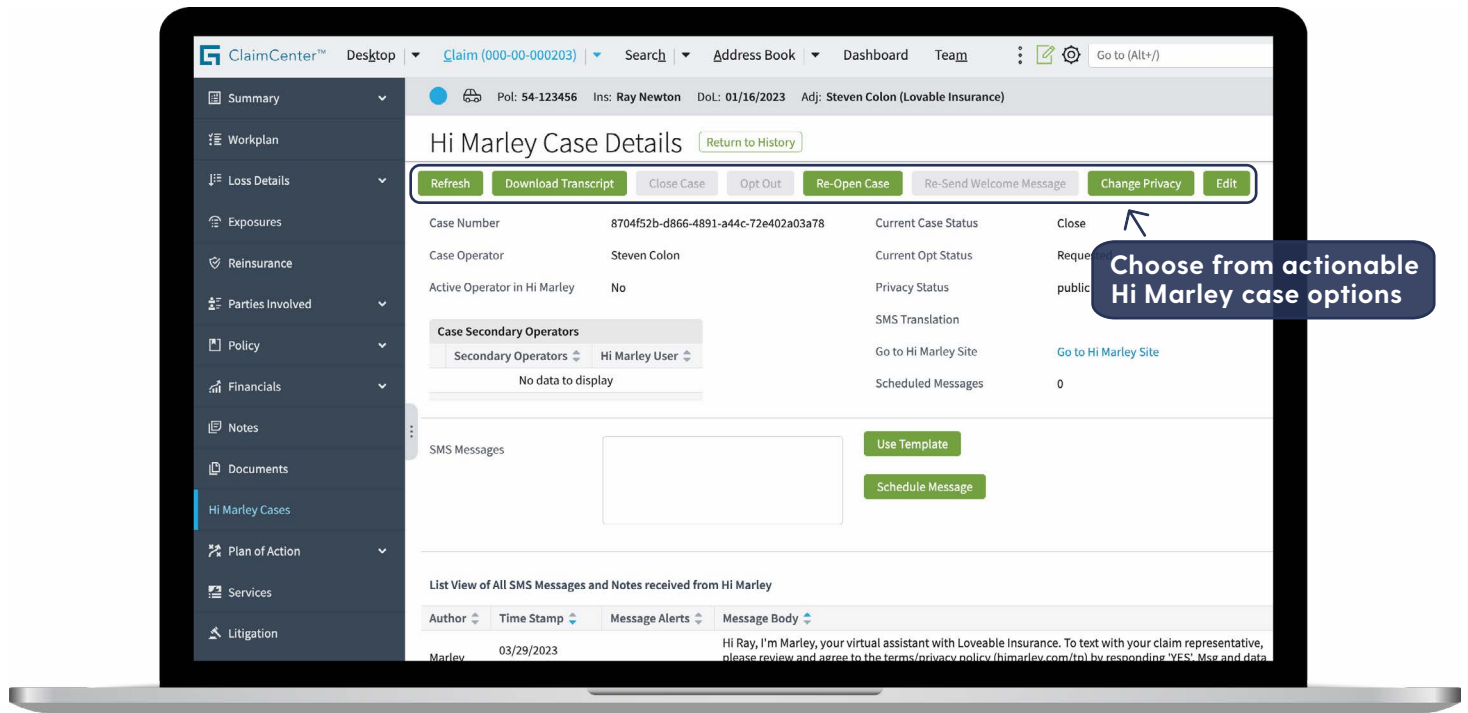 ClaimCenter™ Desktop Claim (000-00-000203) Search Address Book Dashboard Team Go to (Alt+/)
Pol: 54-123456 Ins: Ray Newton DoL: 01/16/2023 Adj: Steven Colon (Lovable Insurance)
Summary
Workplan
Loss Details
Exposures
Reinsurance
Parties Involved
Policy
Financials
Notes
Documents
Hi Marley Cases
Plan of Action
Services
Litigation
Hi Marley Case Details Return to History
Refresh Download Transcript Close Case Opt Out Re-Open Case Re-Send Welcome Message Change Privacy Edit
Case Number 8704f52b-d866-4891-a44c-72e402a03a78
Case Operator Steven Colon
Active Operator in Hi Marley No
Case Secondary Operators
Secondary Operators Hi Marley User
No data to display
Current Case Status Close
Current Opt Status
Privacy Status public
SMS Translation
Go to Hi Marley Site Go to Hi Marley Site
Scheduled Messages 0
Choose from actionable
Hi Marley case options
SMS Messages
Use Template
Schedule Message
List View of All SMS Messages and Notes received from Hi Marley
Author Time Stamp Message Alerts Message Body
Marley 03/29/2023 Hi Ray, I'm Marley, your virtual assistant with Loveable Insurance. To text with your claim representative,
please review and agree to the terms/privacy policy (himarley.com/tp) by responding 'YES'. Msg and data